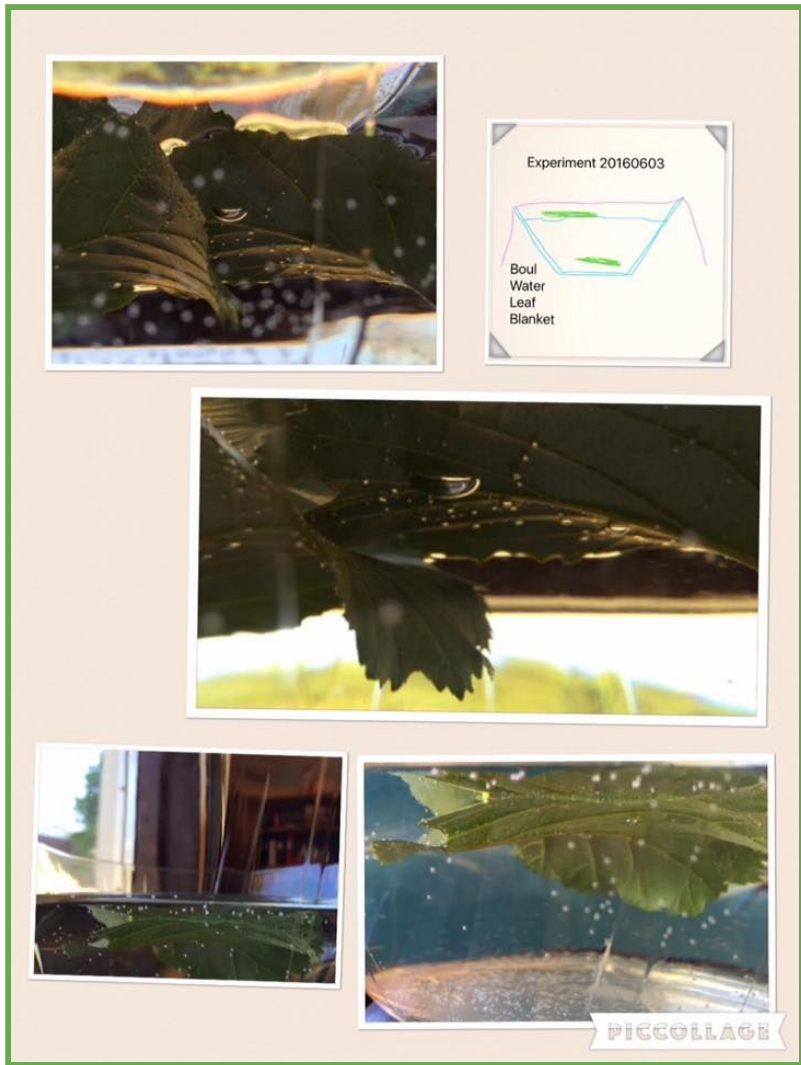 Experiment 20160603
Boul
Water
Leaf
Blanket
PICCOLLAGE